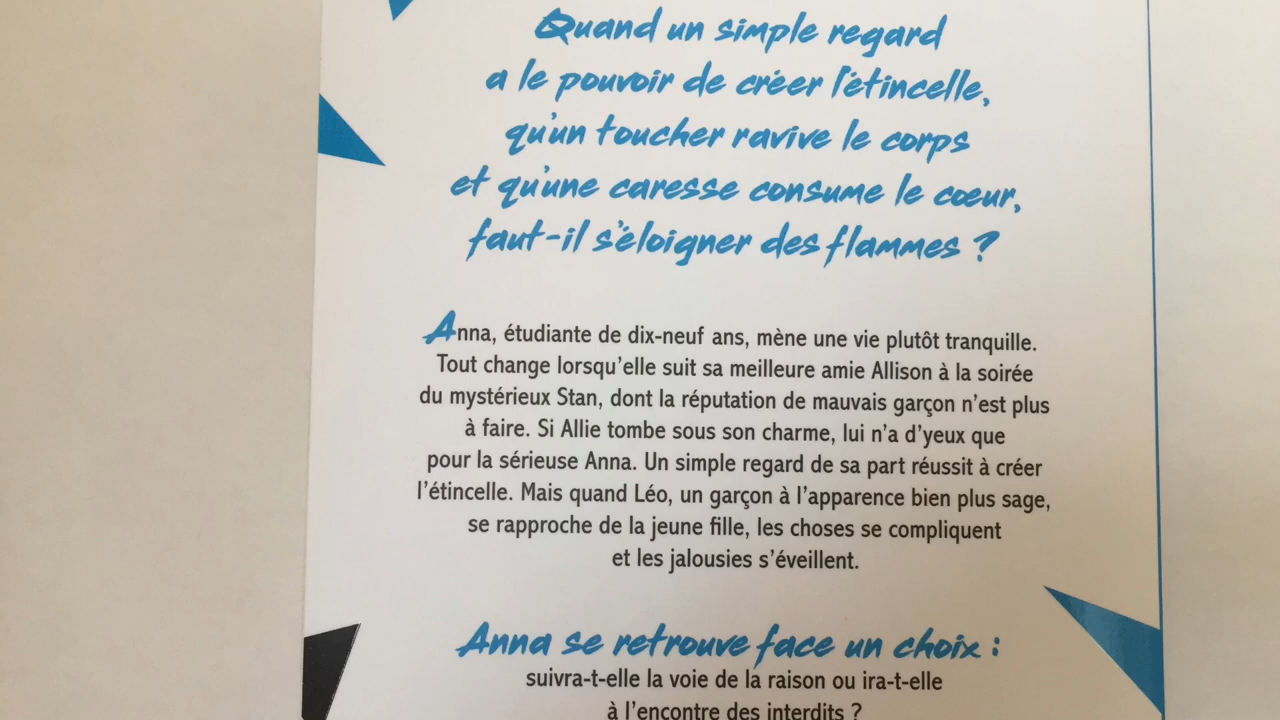 Quand un simple regard
a le pouvoir de créer l'étincelle,
qu'un toucher ravive le corps
et qu'une caresse consume le cœur,
faut-il s'éloigner des flammes ?
Anna, étudiante de dix-neuf ans, mène une vie plutôt tranquille.
Tout change lorsqu'elle suit sa meilleure amie Allison à la soirée
du mystérieux Stan, dont la réputation de mauvais garçon n'est plus
à faire. Si Allie tombe sous son charme, lui n'a d'yeux que
pour la sérieuse Anna. Un simple regard de sa part réussit à créer
l'étincelle. Mais quand Léo, un garçon à l'apparence bien plus sage,
se rapproche de la jeune fille, les choses se compliquent
et les jalousies s'éveillent.
Anna se retrouve face un choix :
suivra-t-elle la voie de la raison ou ira-t-elle
à l'encontre des interdits ?